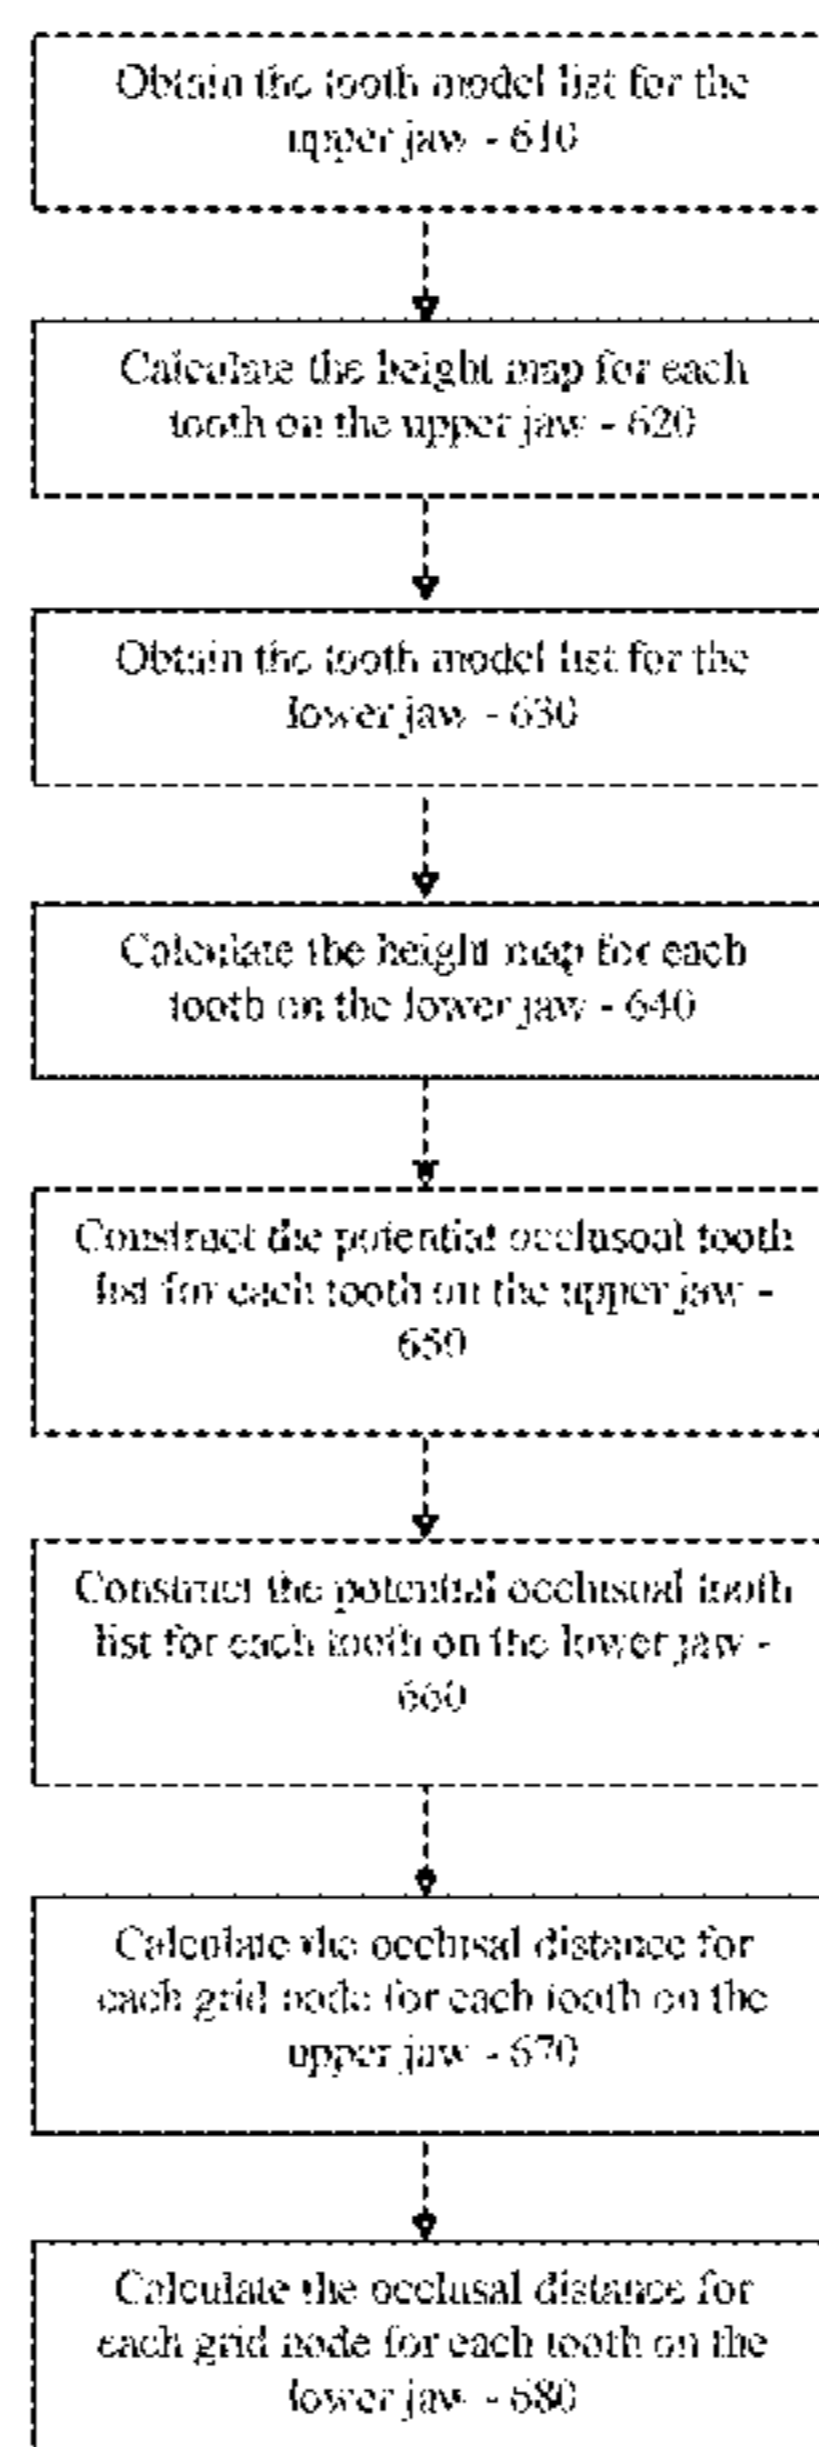 Obtain the tooth model list for the
upper jaw - 610
Calculate the height map for each
tooth on the upper jaw - 620
Obtain the tooth model list for the
lower jaw - 630
Calculate the height map for each
tooth on the lower jaw - 640
Construct the potential occlusoal tooth
list for each tooth on the upper jaw -
650
Construct the potential occlusual tooth
list for each tooth on the lower jaw -
660
Calculate the occlusal distance for
each grid node for each tooth on the
upper jaw - 670
Calculate the occlusal distance for
each grid node for each tooth on the
lower jaw - 680